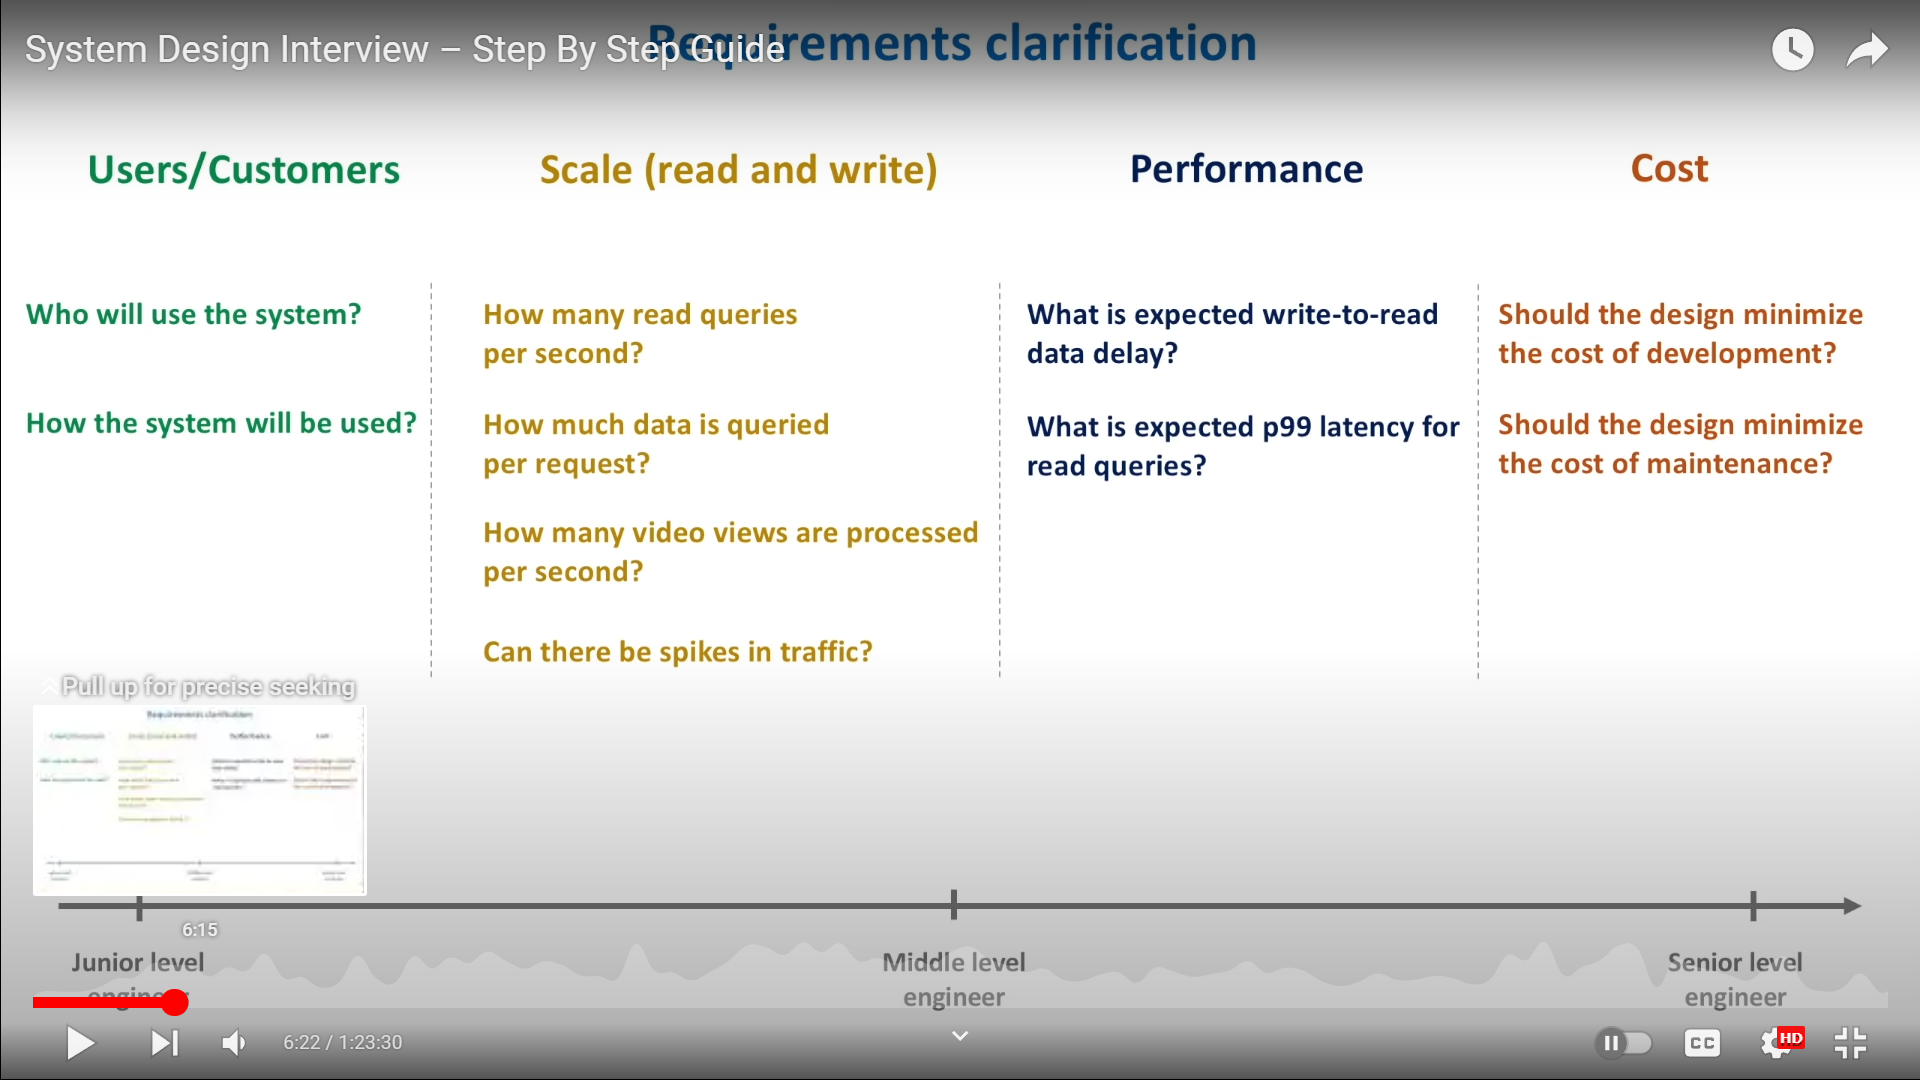 System Design Interview – Step By Step Guide
Requirements clarification
Users/Customers
Scale (read and write)
Performance
Cost
Who will use the system?
How the system will be used?
How many read queries
per second?
How much data is queried
per request?
How many video views are processed
per second?
Can there be spikes in traffic?
What is expected write-to-read
data delay?
What is expected p99 latency for
read queries?
Should the design minimize
the cost of development?
Should the design minimize
the cost of maintenance?
Pull up for precise seeking
Requirements clarification
6:15
Junior level
engineer
Middle level
engineer
Senior level
engineer
6:22 / 1:23:30
CC
HD